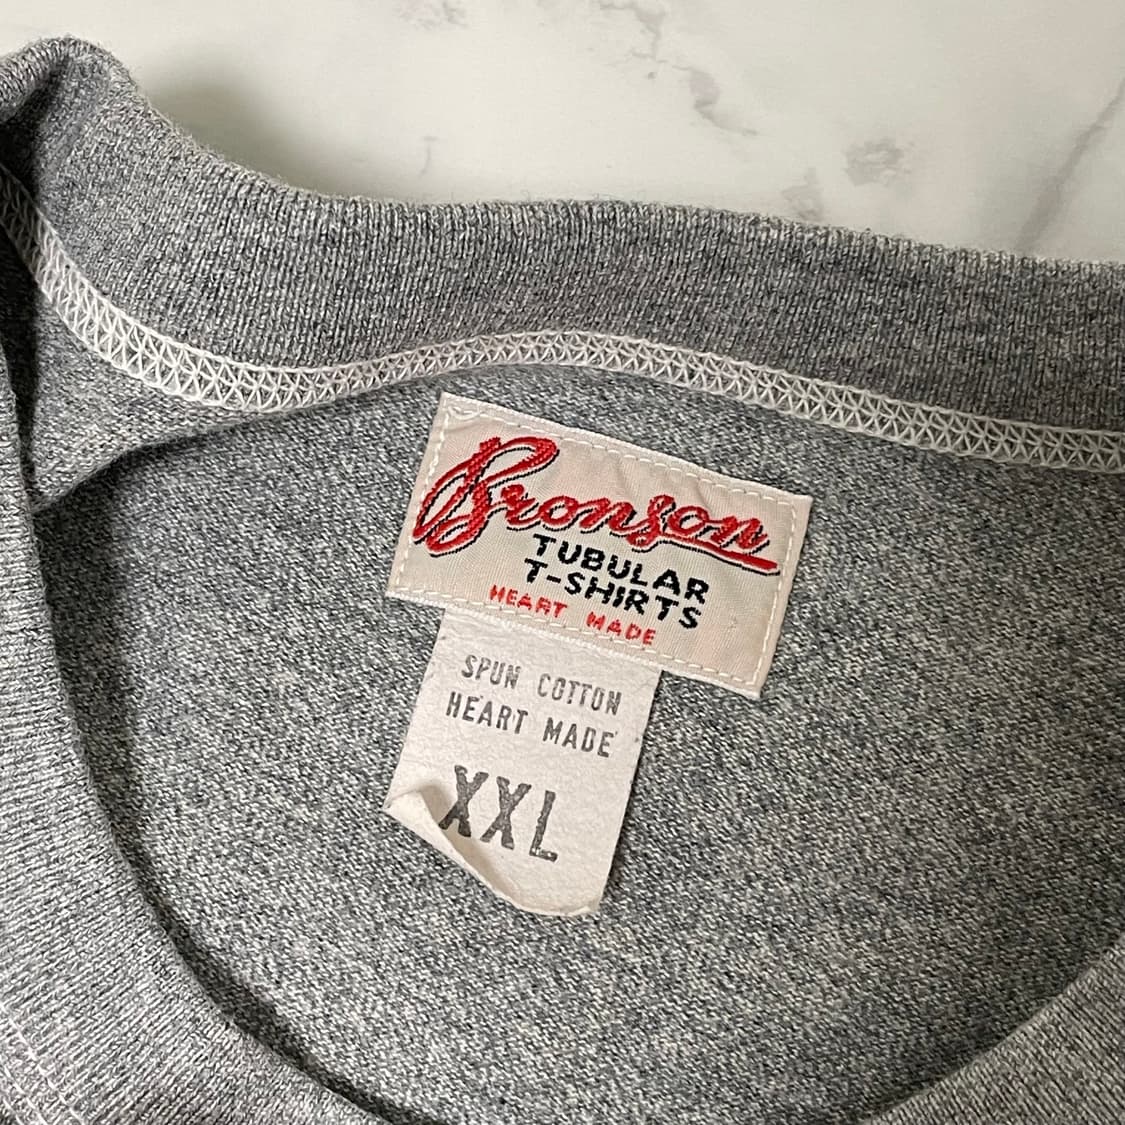 Bronson
TUBULAR
T-SHIRTS
HEART MADE
SPUN COTTON
HEART MADE
XXL